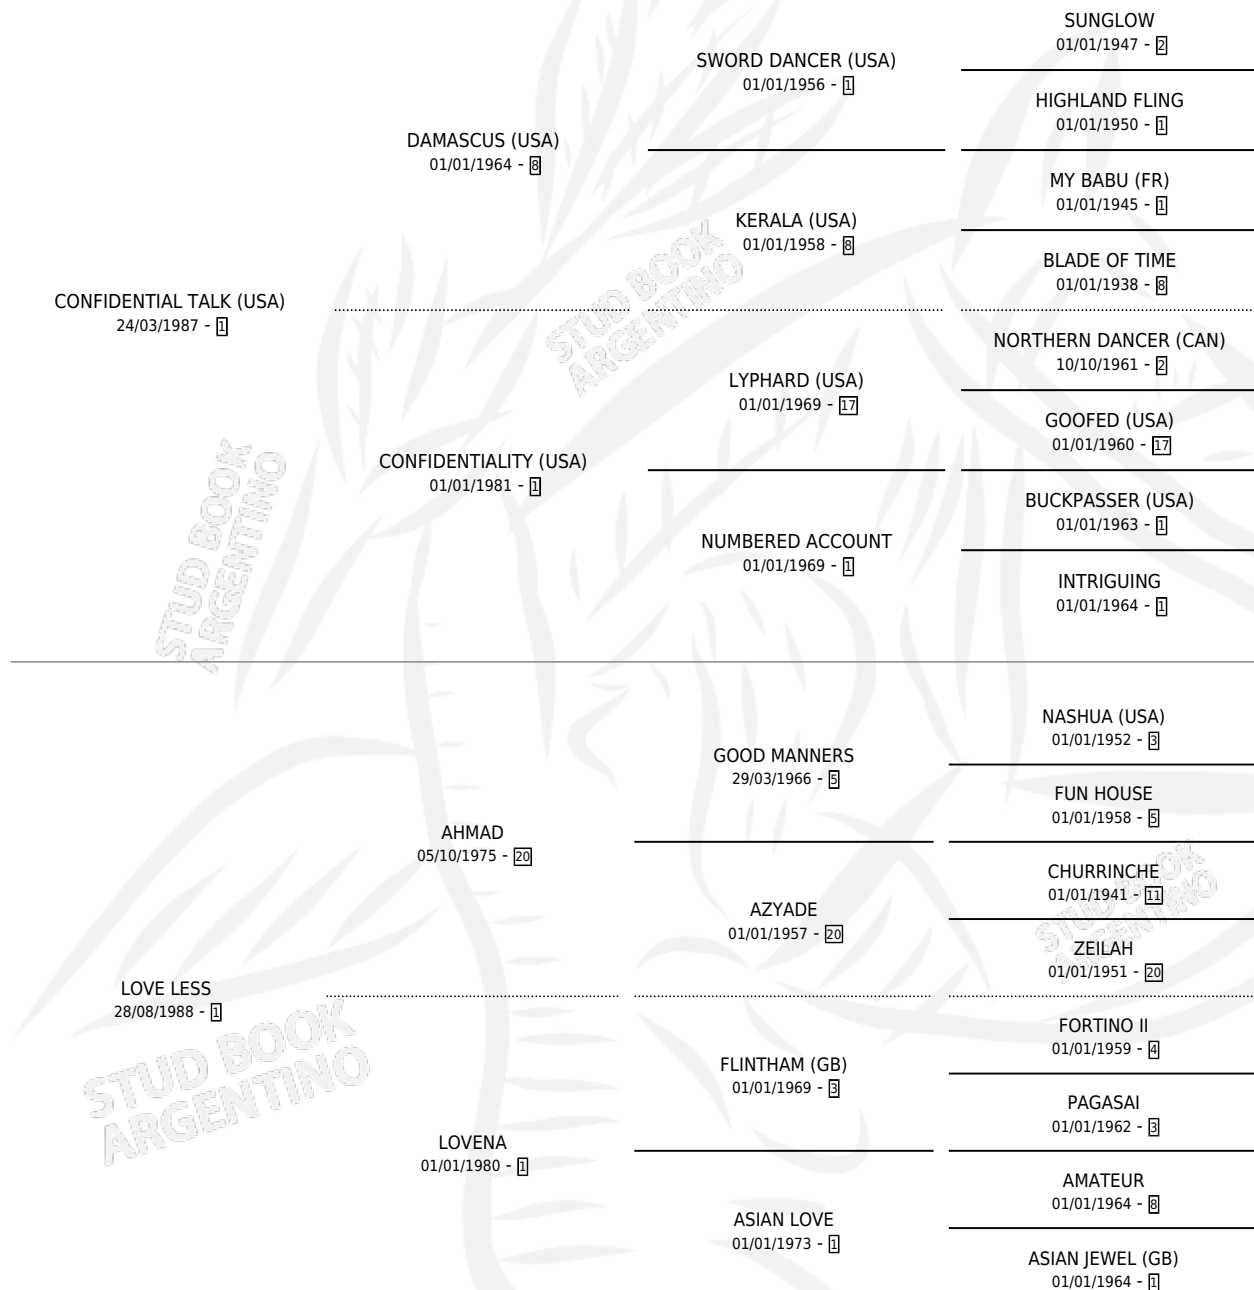 SUNGLOW
01/01/1947 - 2
SWORD DANCER (USA)
01/01/1956 - 1
HIGHLAND FLING
01/01/1950 - 1
DAMASCUS (USA)
01/01/1964 - 8
MY BABU (FR)
01/01/1945 - 1
KERALA (USA)
01/01/1958 - 8
BLADE OF TIME
01/01/1938 - 8
CONFIDENTIAL TALK (USA)
24/03/1987 - 1
NORTHERN DANCER (CAN)
10/10/1961 - 2
LYPHARD (USA)
01/01/1969 - 17
GOOFED (USA)
01/01/1960 - 17
CONFIDENTIALITY (USA)
01/01/1981 - 1
BUCKPASSER (USA)
01/01/1963 - 1
NUMBERED ACCOUNT
01/01/1969 - 1
INTRIGUING
01/01/1964 - 1
NASHUA (USA)
01/01/1952 - 3
GOOD MANNERS
29/03/1966 - 5
FUN HOUSE
01/01/1958 - 5
AHMAD
05/10/1975 - 20
CHURRINCHE
01/01/1941 - 11
AZYADE
01/01/1957 - 20
ZEILAH
01/01/1951 - 20
LOVE LESS
28/08/1988 - 1
FORTINO II
01/01/1959 - 4
FLINTHAM (GB)
01/01/1969 - 3
PAGASAI
01/01/1962 - 3
LOVENA
01/01/1980 - 1
AMATEUR
01/01/1964 - 8
ASIAN LOVE
01/01/1973 - 1
ASIAN JEWEL (GB)
01/01/1964 - 1
STUD BOOK
ARGENTINO
STUD BOOK
ARGENTINO
STUD BOOK
ARGENTINO
STUD BOOK
ARGENTINO